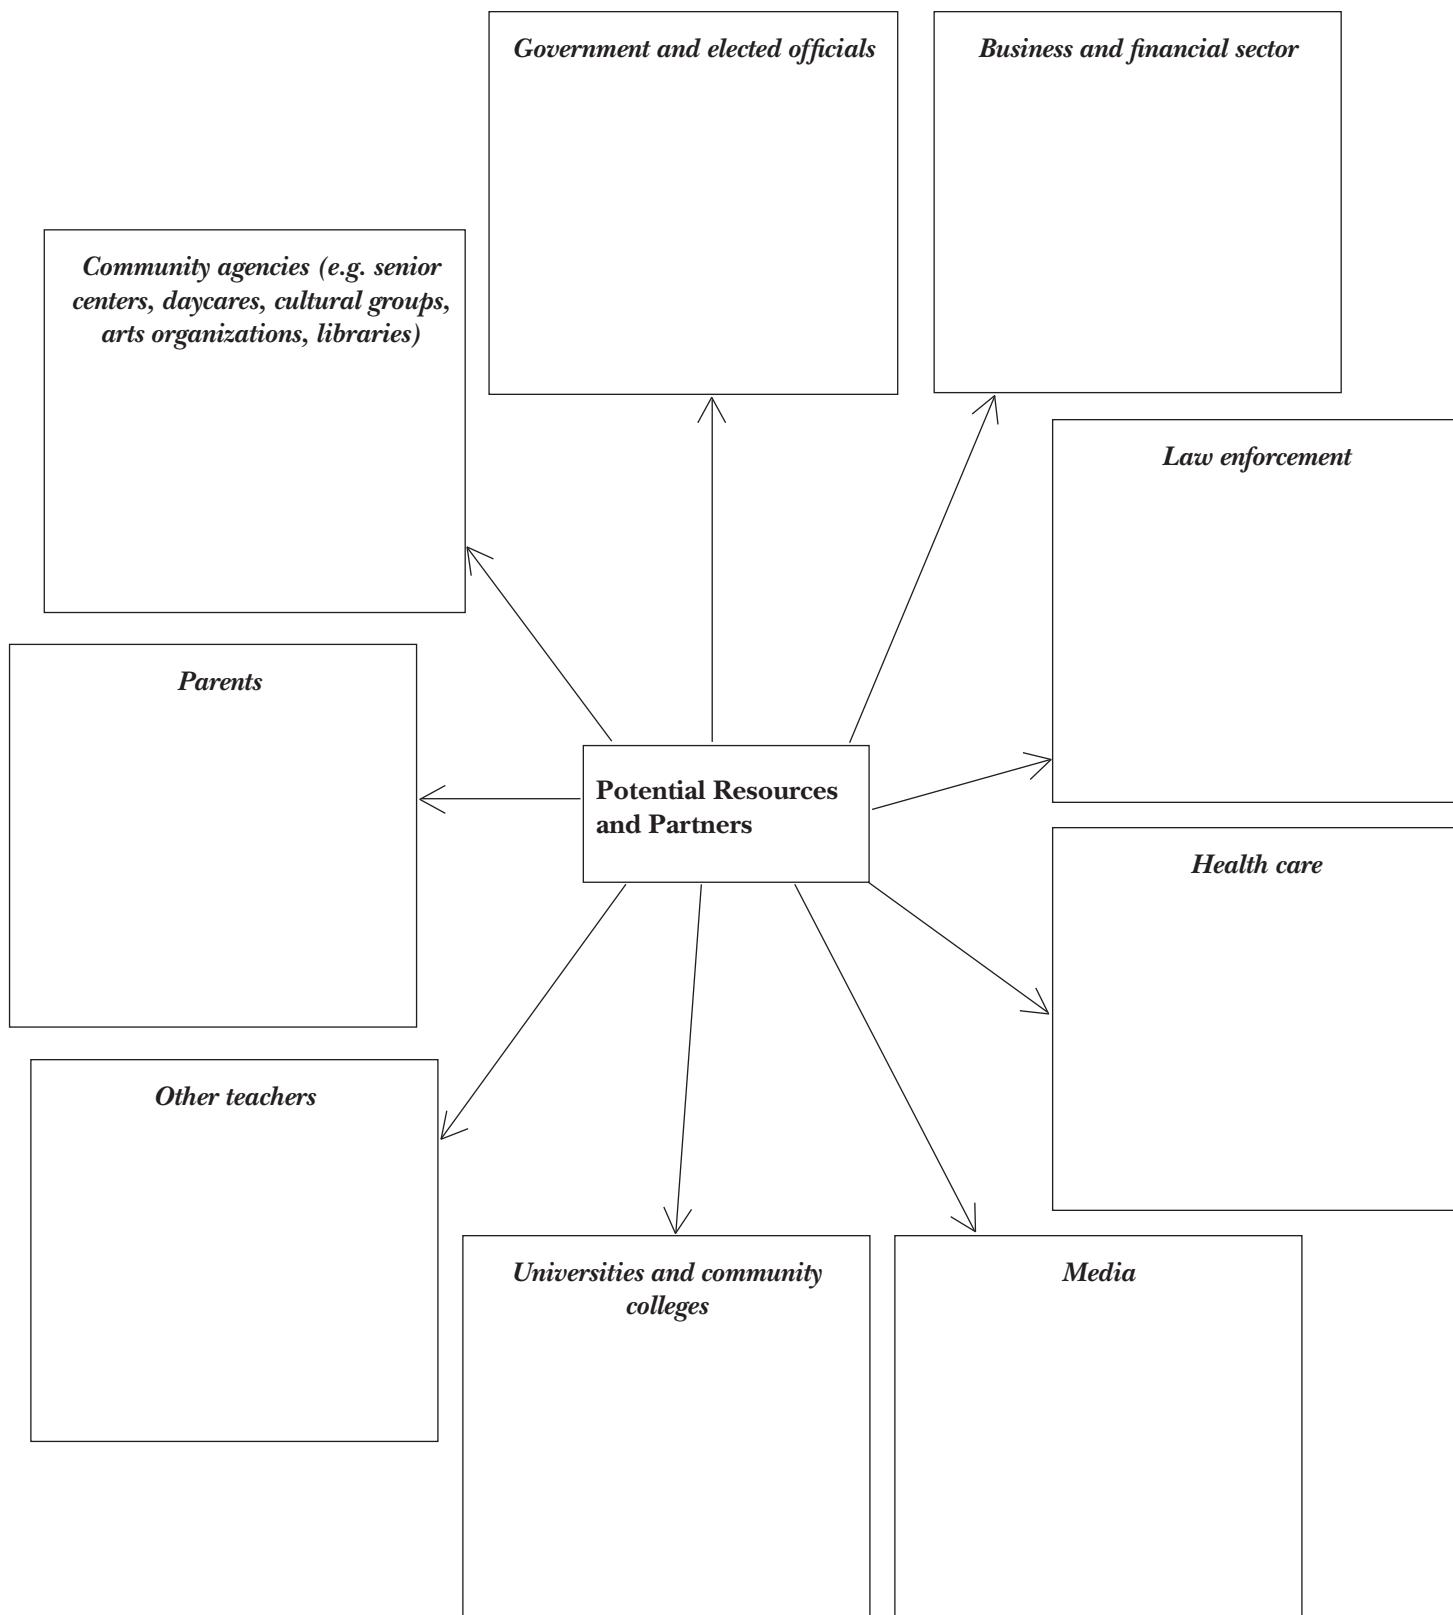 Government and elected officials
Business and financial sector
Community agencies (e.g. senior
centers, daycares, cultural groups,
arts organizations, libraries)
Law enforcement
Parents
Potential Resources
and Partners
Health care
Other teachers
Universities and community
colleges
Media